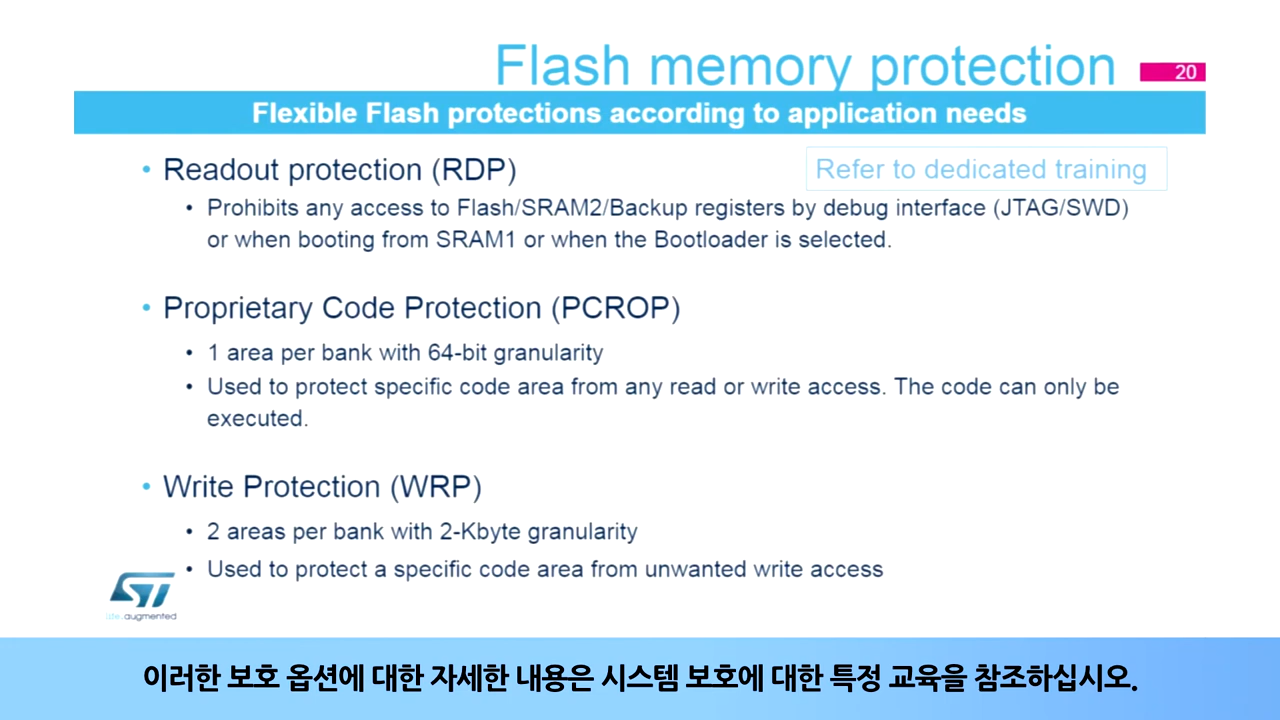 Flash memory protection
20
Flexible Flash protections according to application needs
• Readout protection (RDP)
Refer to dedicated training
• Prohibits any access to Flash/SRAM2/Backup registers by debug interface (JTAG/SWD)
or when booting from SRAM1 or when the Bootloader is selected.
• Proprietary Code Protection (PCROP)
• 1 area per bank with 64-bit granularity
• Used to protect specific code area from any read or write access. The code can only be
executed.
• Write Protection (WRP)
• 2 areas per bank with 2-Kbyte granularity
• Used to protect a specific code area from unwanted write access
ST
life.augmented
이러한 보호 옵션에 대한 자세한 내용은 시스템 보호에 대한 특정 교육을 참조하십시오.